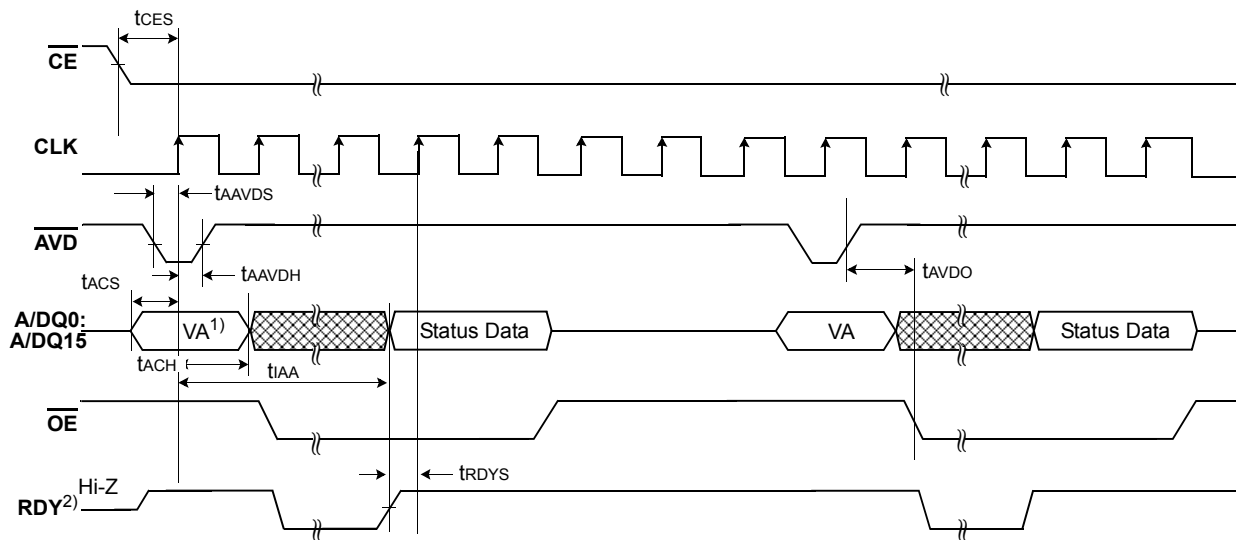 tCES
CE
CLK
tAAVDS
AVD
tAAVDH
tACS
tAVDO
A/DQ0:
A/DQ15
VA1)
Status Data
VA
Status Data
tACH
tIAA
OE
tRDYS
Hi-Z
RDY2)